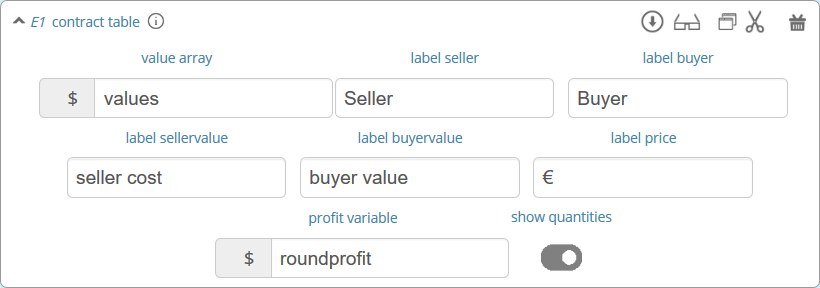 E1 contract table
value array label seller label buyer
$ values Seller Buyer
label sellervalue label buyervalue label price
seller cost buyer value €
profit variable show quantities
$ roundprofit